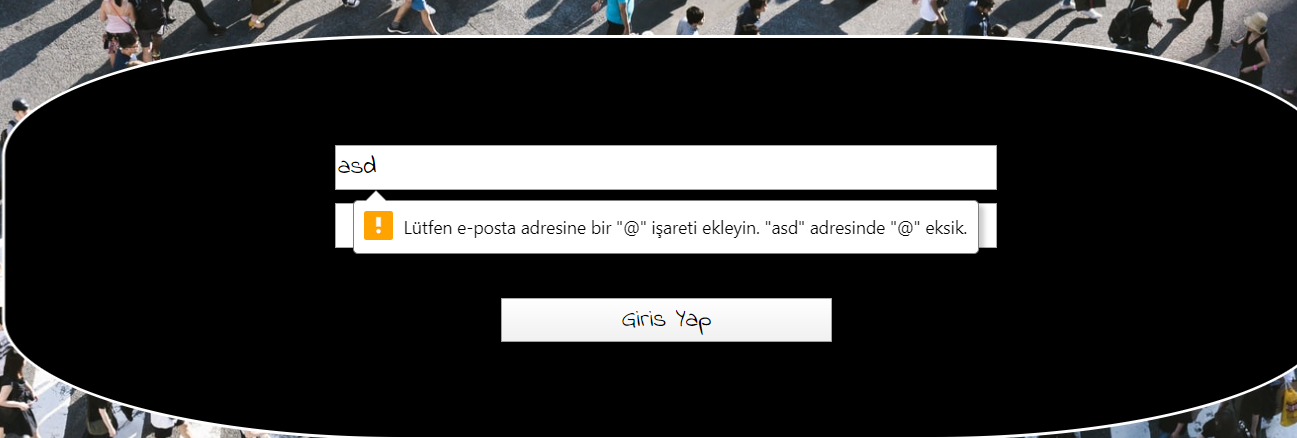 asd
Lütfen e-posta adresine bir "@" işareti ekleyin. "asd" adresinde "@" eksik.
Giris Yap